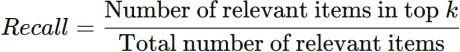 Recall = Number of relevant items in top k / Total number of relevant items